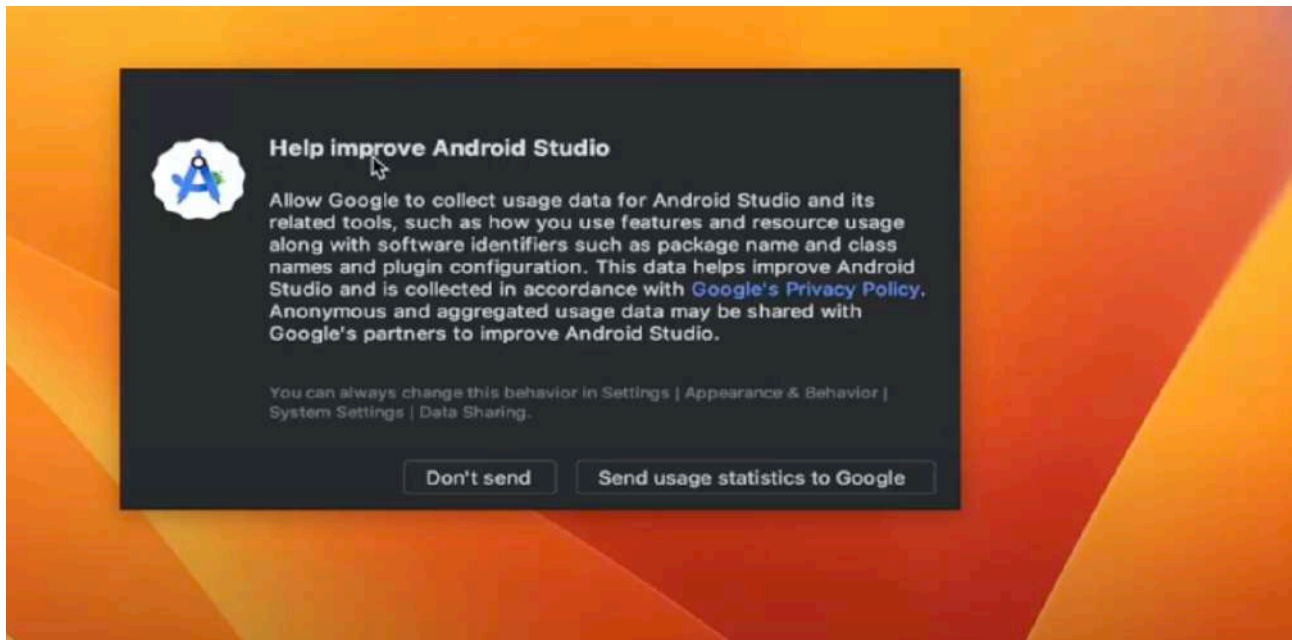 Help improve Android Studio
Allow Google to collect usage data for Android Studio and its
related tools, such as how you use features and resource usage
along with software identifiers such as package name and class
names and plugin configuration. This data helps improve Android
Studio and is collected in accordance with Google's Privacy Policy.
Anonymous and aggregated usage data may be shared with
Google's partners to improve Android Studio.
You can always change this behavior in Settings | Appearance & Behavior |
System Settings | Data Sharing.
Don't send
Send usage statistics to Google